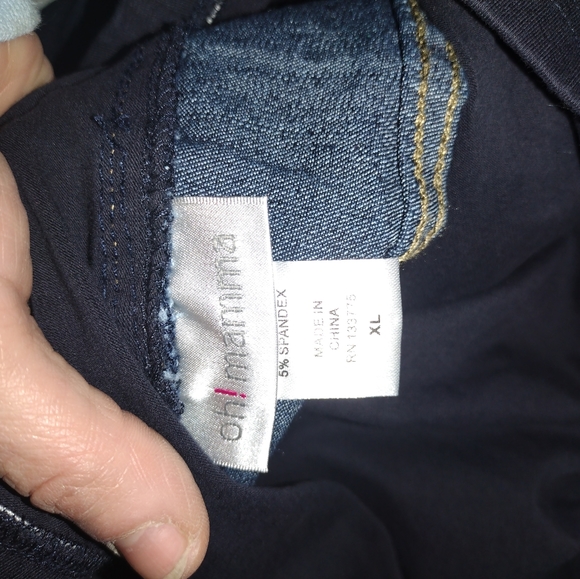 oh! mamma
5% SPANDEX
MADE IN
CHINA
RN 133775
XL